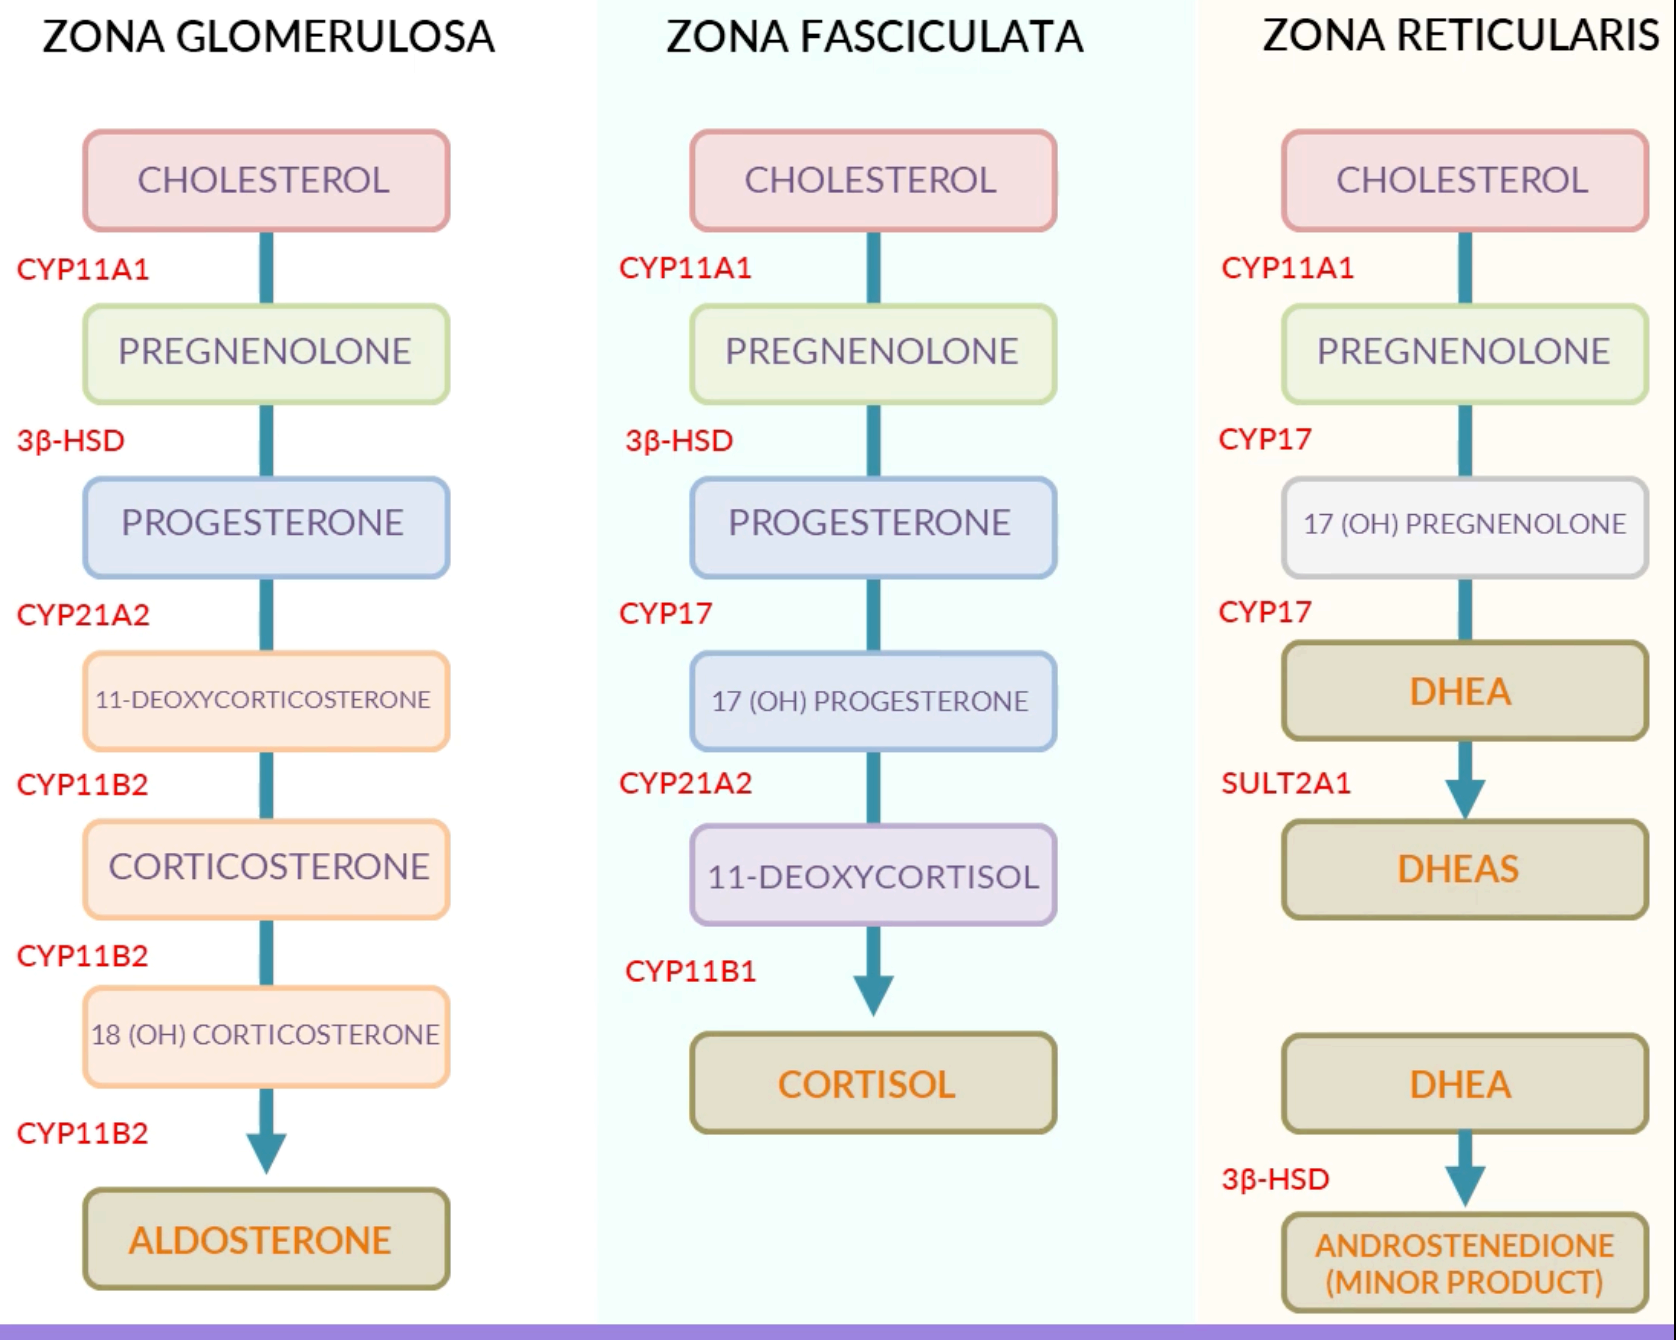 ZONA GLOMERULOSA
CHOLESTEROL
CYP11A1
PREGNENOLONE
3β-HSD
PROGESTERONE
CYP21A2
11-DEOXYCORTICOSTERONE
CYP11B2
CORTICOSTERONE
CYP11B2
18 (OH) CORTICOSTERONE
CYP11B2
ALDOSTERONE
ZONA FASCICULATA
CHOLESTEROL
CYP11A1
PREGNENOLONE
3β-HSD
PROGESTERONE
CYP17
17 (OH) PROGESTERONE
CYP21A2
11-DEOXYCORTISOL
CYP11B1
CORTISOL
ZONA RETICULARIS
CHOLESTEROL
CYP11A1
PREGNENOLONE
CYP17
17 (OH) PREGNENOLONE
CYP17
DHEA
SULT2A1
DHEAS
DHEA
3β-HSD
ANDROSTENEDIONE
(MINOR PRODUCT)